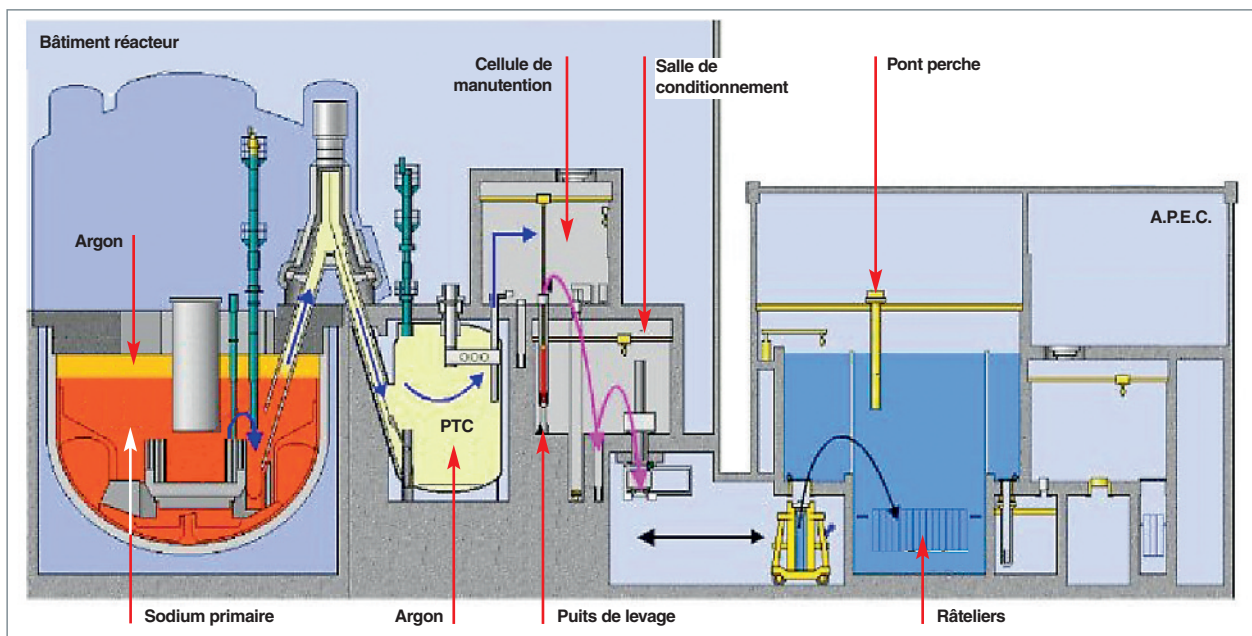 Bâtiment réacteur
Cellule de
manutention
Salle de
conditionnement
Pont perche
A.P.E.C.
Argon
PTC
Sodium primaire
Argon
Puits de levage
Râteliers